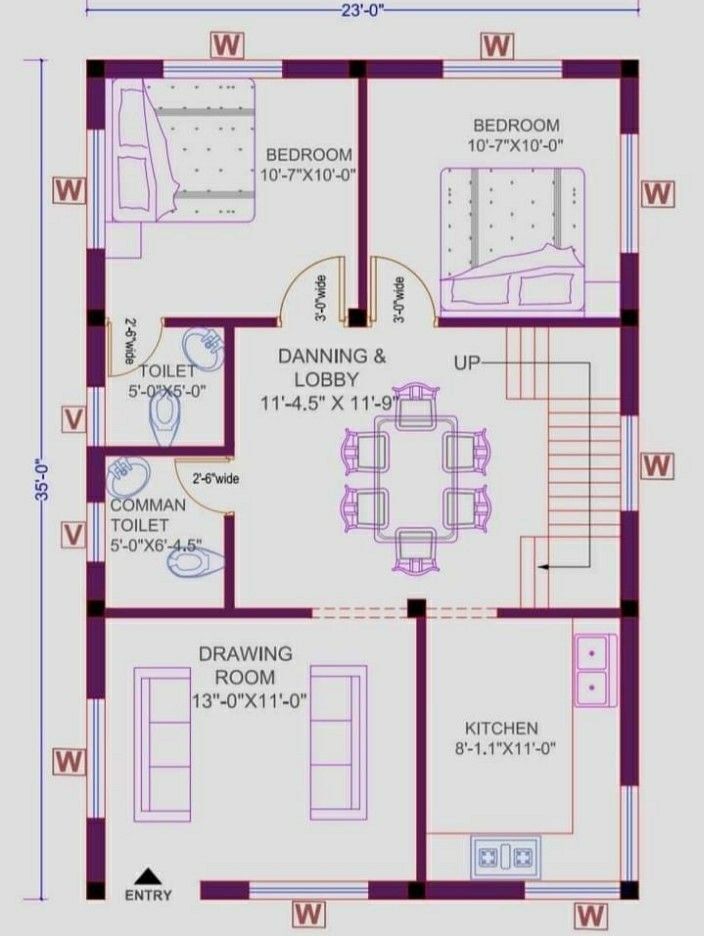 23'-0"
W
W
BEDROOM
10'-7"X10'-0"
BEDROOM
10'-7"X10'-0"
W
W
3'-0"wide
3'-0"wide
2'-6"wide
TOILET
5'-0"X5'-0"
DANNING &
LOBBY
11'-4.5" X 11'-9"
UP
V
35'-0"
W
2'-6"wide
COMMAN
TOILET
5'-0"X6'-4.5"
V
DRAWING
ROOM
13"-0"X11'-0"
KITCHEN
8'-1.1"X11'-0"
W
ENTRY
W
W